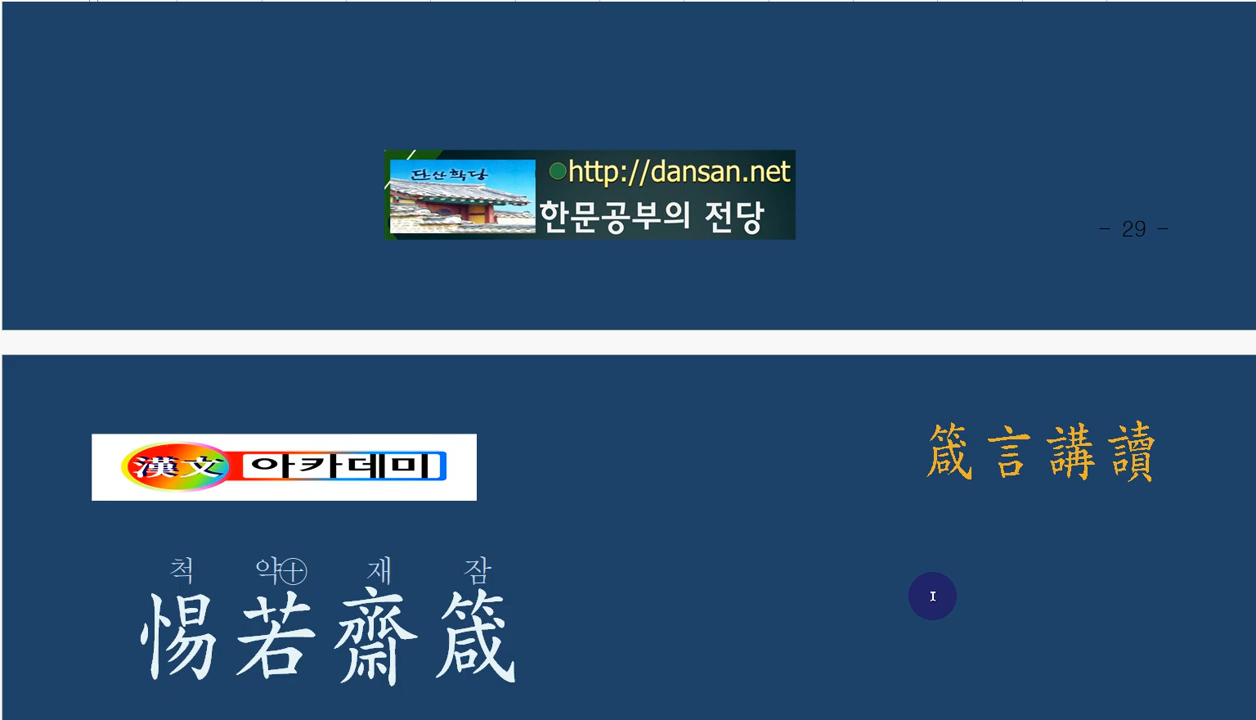 단산학당
http://dansan.net
한문공부의 전당
- 29 -
漢文 아카데미
箴言講讀
척 약㊉ 재 잠
惕若齋箴